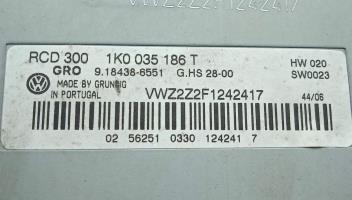 VWZ2Z2F1242417
RCD 300 1K0 035 186 T
HW 020
GRO 9.18438-6551 G.HS 28-00
SW0023
MADE BY GRUNDIG
IN PORTUGAL
VWZ2Z2F1242417
44/06
02 56251 0330 124241 7